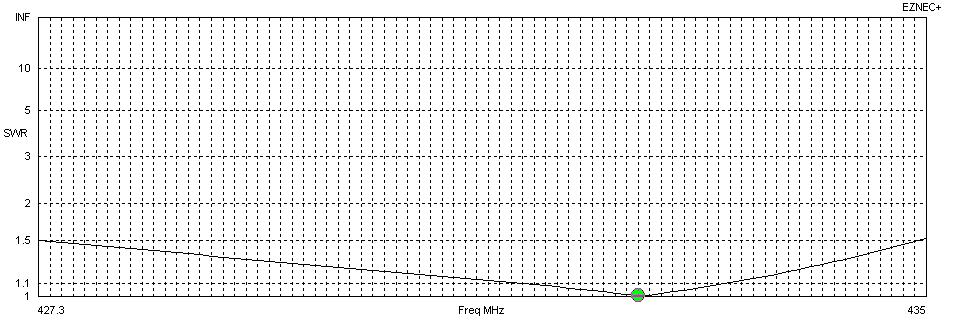 EZNEC+
INF
10
5
SWR
3
2
1.5
1.1
1
427.3
Freq MHz
435